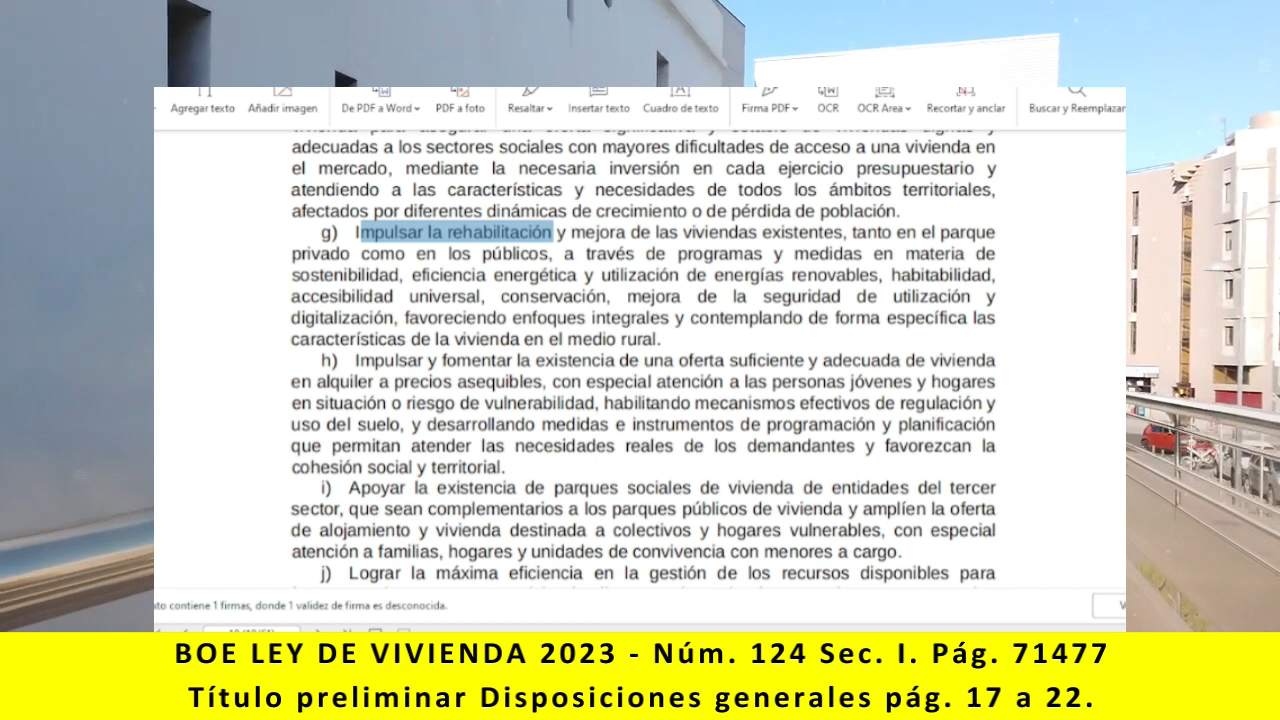 Agregar texto Añadir imagen De PDF a Word PDF a foto Resaltar Insertar texto Cuadro de texto Firma PDF OCR OCR Area Recortar y anclar Buscar y Reemplazar
vivienda para asegurar una oferta significativa y estable de viviendas dignas y
adecuadas a los sectores sociales con mayores dificultades de acceso a una vivienda en
el mercado, mediante la necesaria inversión en cada ejercicio presupuestario y
atendiendo a las características y necesidades de todos los ámbitos territoriales,
afectados por diferentes dinámicas de crecimiento o de pérdida de población.
g) Impulsar la rehabilitación y mejora de las viviendas existentes, tanto en el parque
privado como en los públicos, a través de programas y medidas en materia de
sostenibilidad, eficiencia energética y utilización de energías renovables, habitabilidad,
accesibilidad universal, conservación, mejora de la seguridad de utilización y
digitalización, favoreciendo enfoques integrales y contemplando de forma específica las
características de la vivienda en el medio rural.
h) Impulsar y fomentar la existencia de una oferta suficiente y adecuada de vivienda
en alquiler a precios asequibles, con especial atención a las personas jóvenes y hogares
en situación o riesgo de vulnerabilidad, habilitando mecanismos efectivos de regulación y
uso del suelo, y desarrollando medidas e instrumentos de programación y planificación
que permitan atender las necesidades reales de los demandantes y favorezcan la
cohesión social y territorial.
i) Apoyar la existencia de parques sociales de vivienda de entidades del tercer
sector, que sean complementarios a los parques públicos de vivienda y amplíen la oferta
de alojamiento y vivienda destinada a colectivos y hogares vulnerables, con especial
atención a familias, hogares y unidades de convivencia con menores a cargo.
j) Lograr la máxima eficiencia en la gestión de los recursos disponibles para
to contiene 1 firmas, donde 1 validez de firma es desconocida.
BOE LEY DE VIVIENDA 2023 - Núm. 124 Sec. I. Pág. 71477
Título preliminar Disposiciones generales pág. 17 a 22.